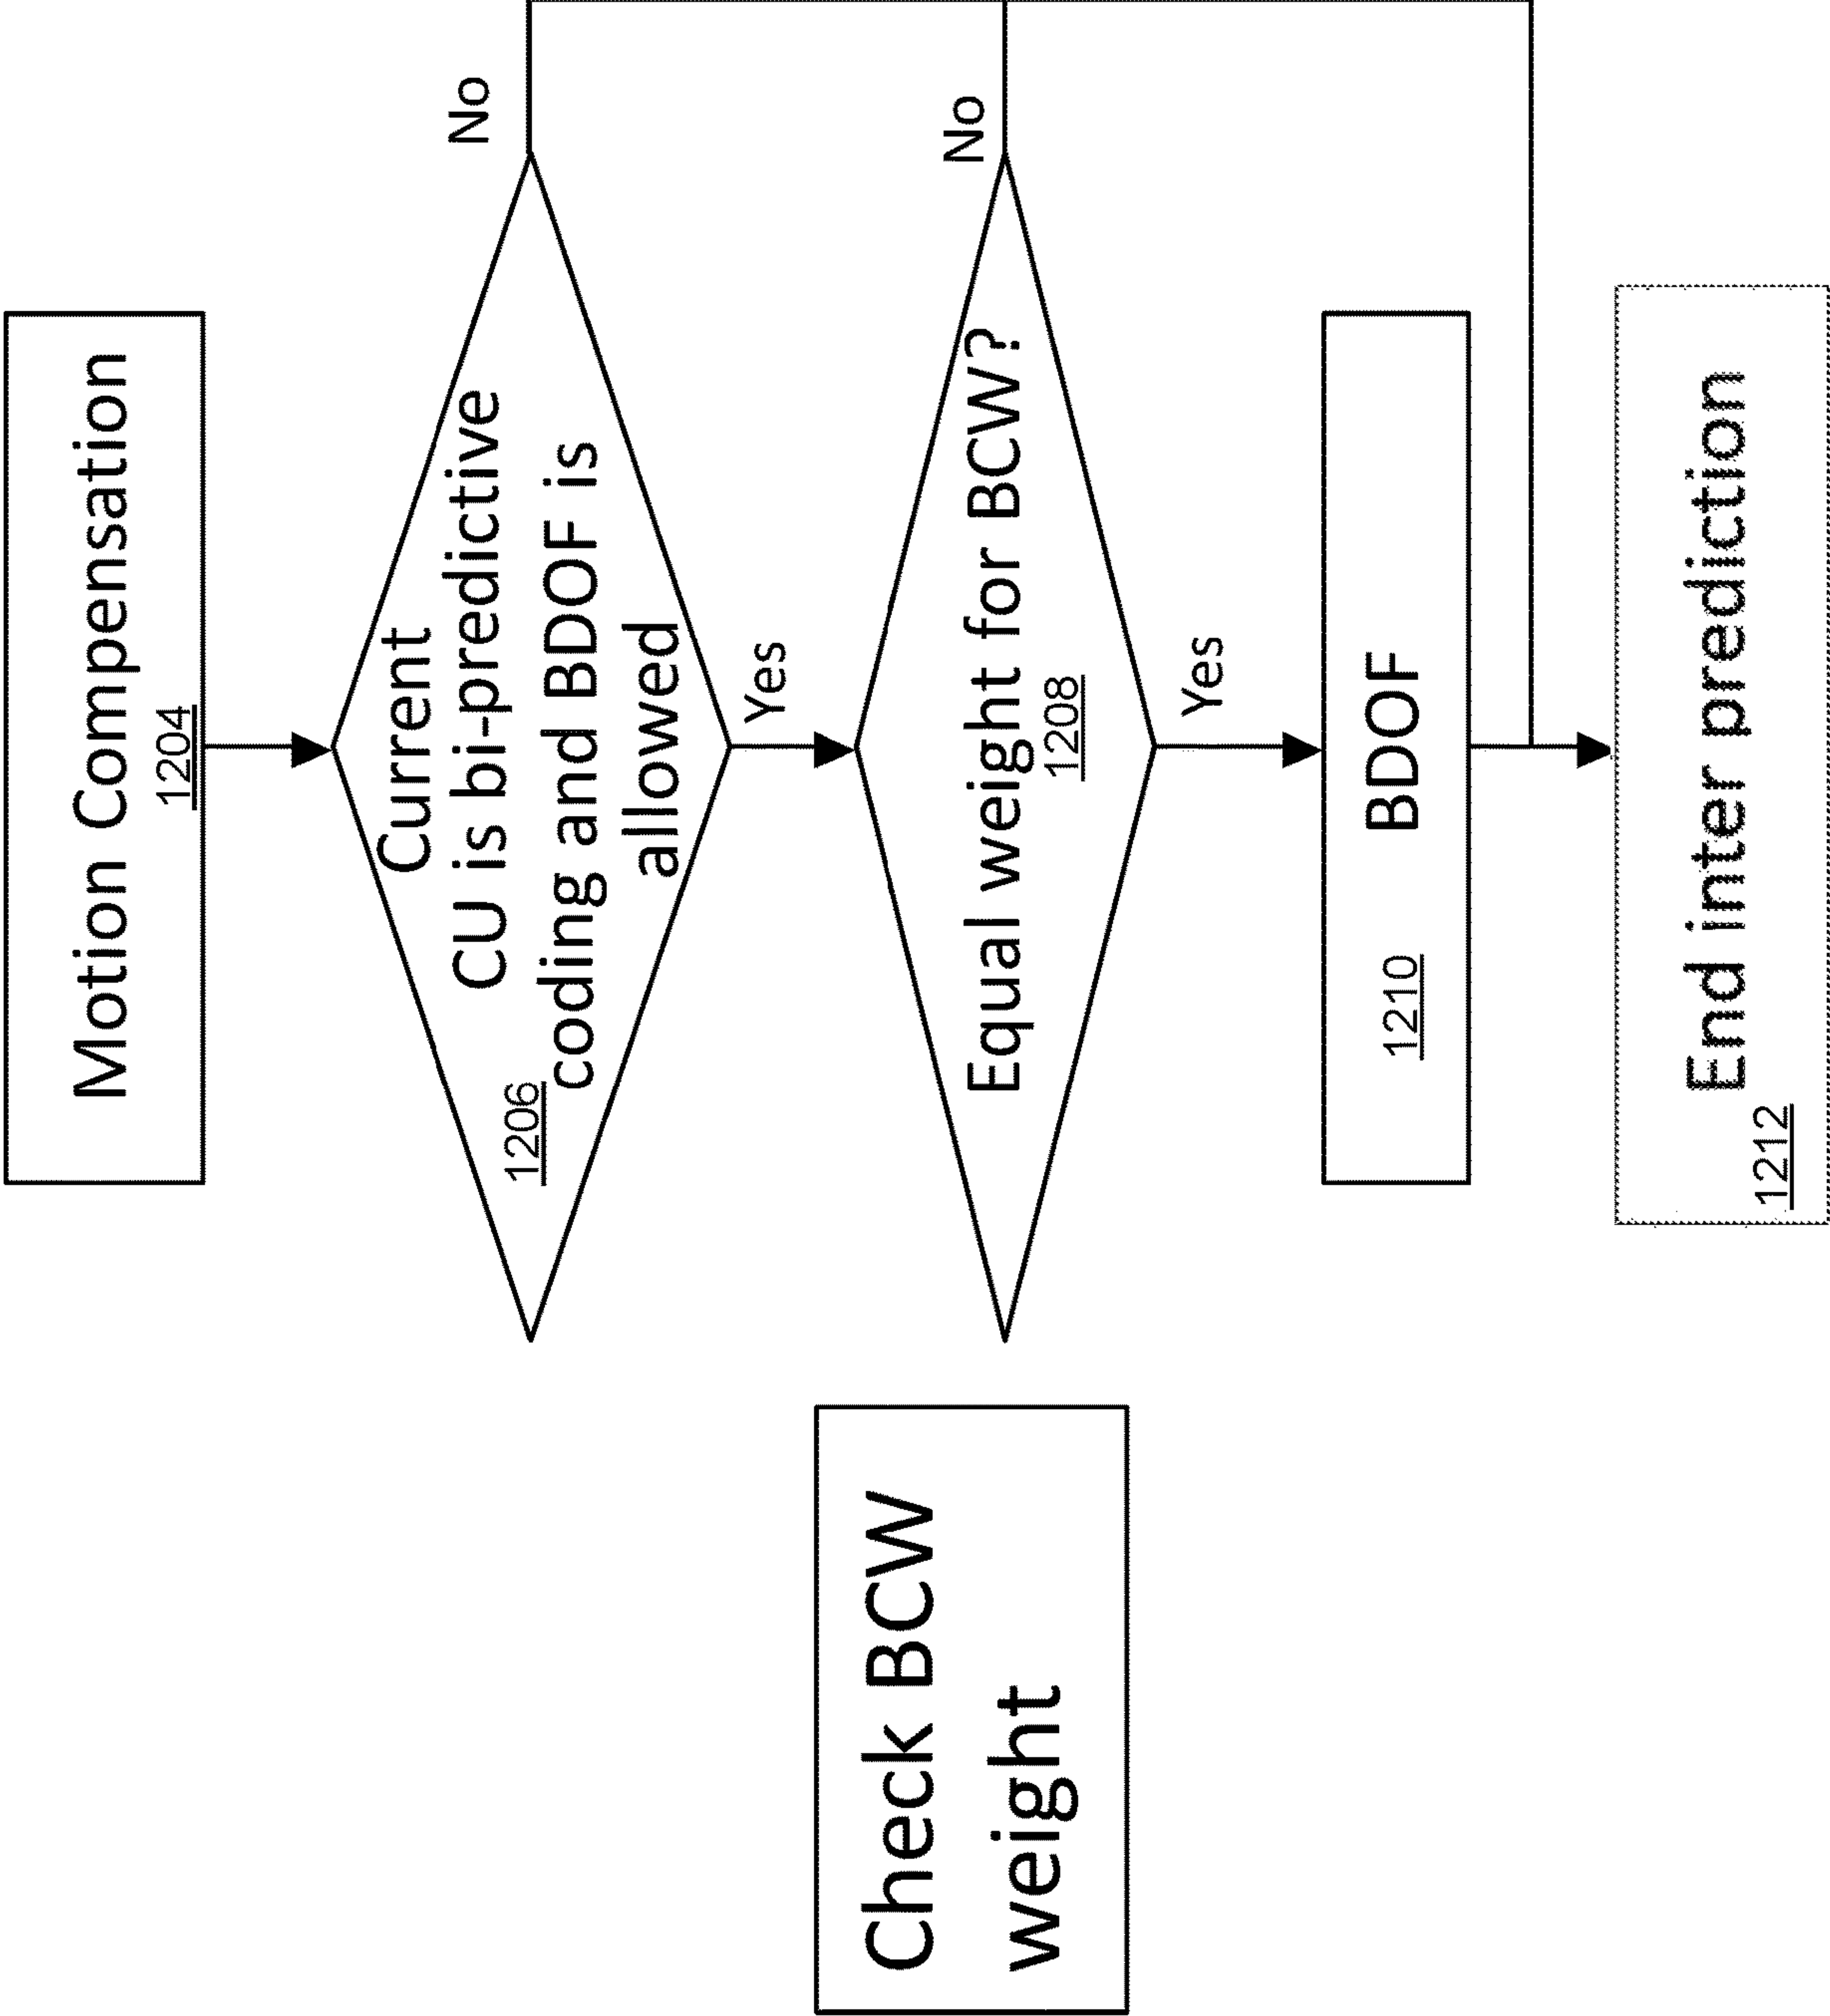 Motion Compensation
1204
Current
CU is bi-predictive
coding and BDOF is
allowed
1206
No
Yes
Check BCW
weight
Equal weight for BCW?
1208
No
Yes
BDOF
1210
End inter prediction
1212